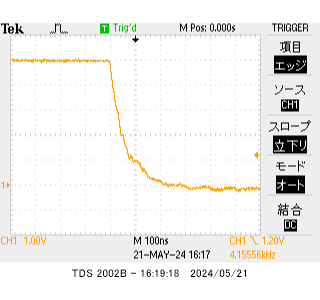 Tek T Trig'd M Pos: 0.000s TRIGGER
項目
エッジ
ソース
CH1
スロープ
立下り
モード
オート
結合
DC
1
CH1 1.00V M 100ns CH1 \ 1.20V
21-MAY-24 16:17 4.15556kHz
TDS 2002B - 16:19:18 2024/05/21